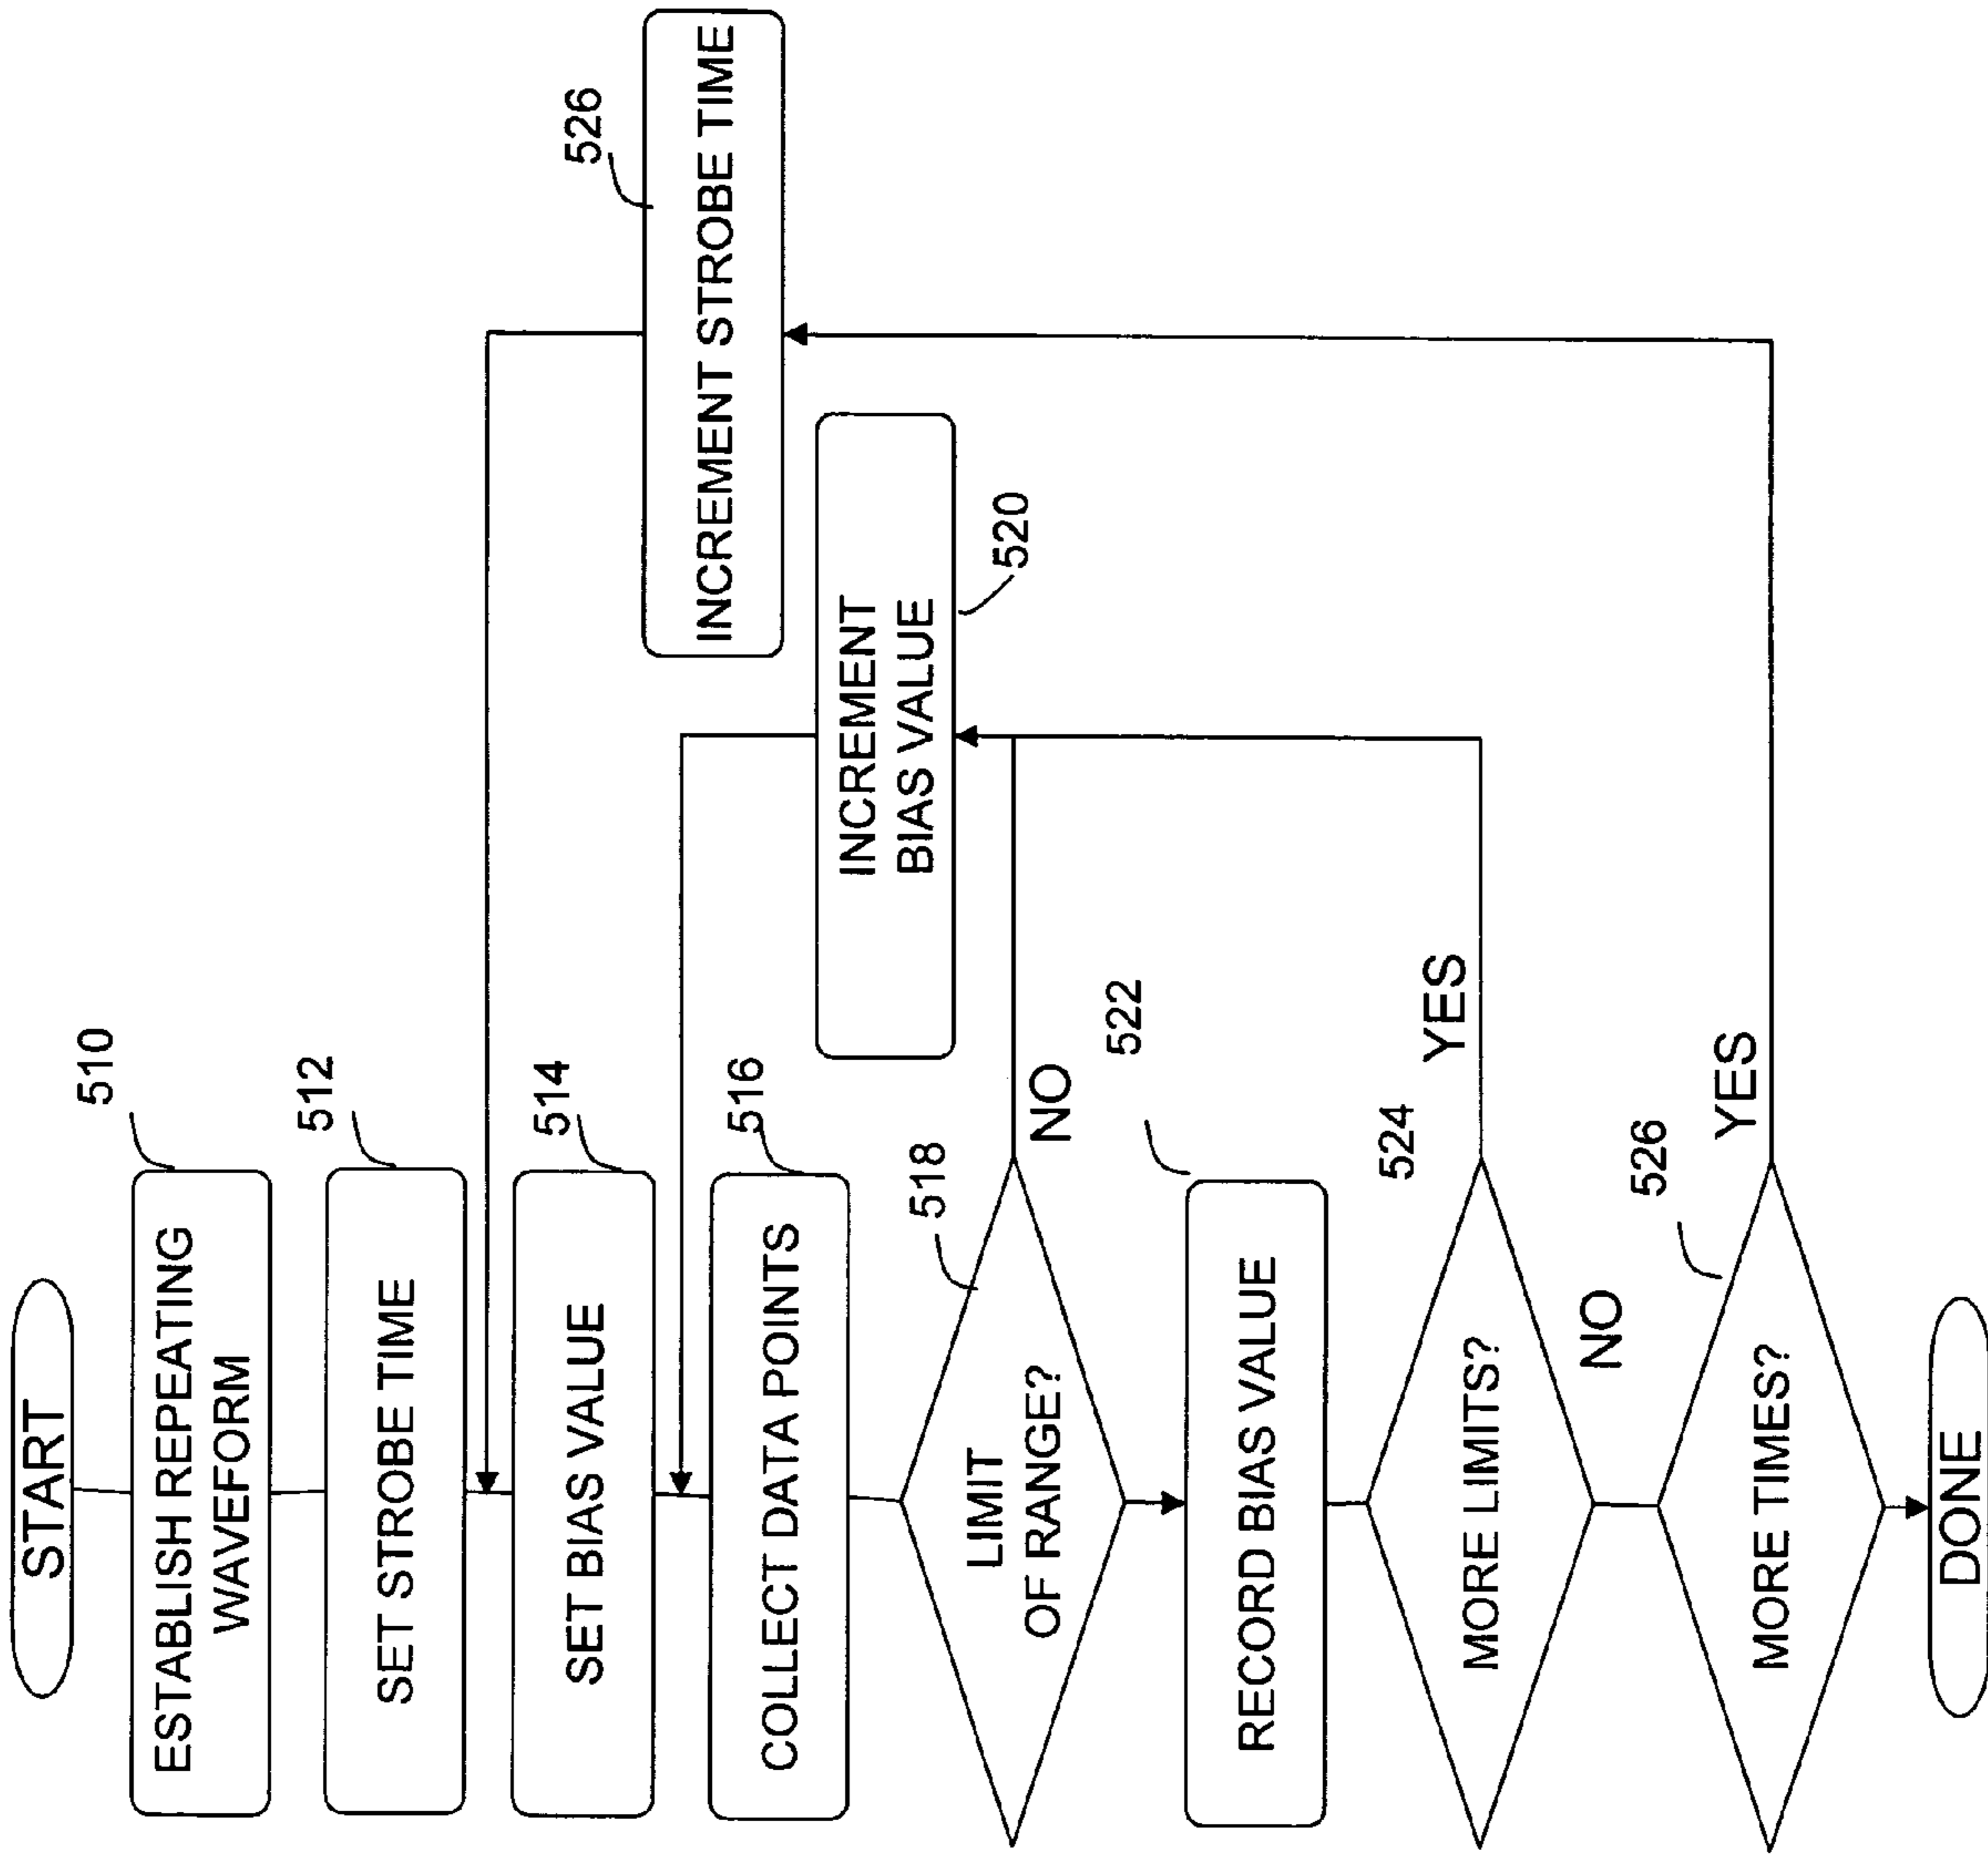 START
510
ESTABLISH REPEATING
WAVEFORM
512
SET STROBE TIME
514
SET BIAS VALUE
516
COLLECT DATA POINTS
518
LIMIT
OF RANGE?
NO
520
INCREMENT
BIAS VALUE
522
RECORD BIAS VALUE
524
MORE LIMITS?
YES
NO
526
MORE TIMES?
YES
526
INCREMENT STROBE TIME
DONE